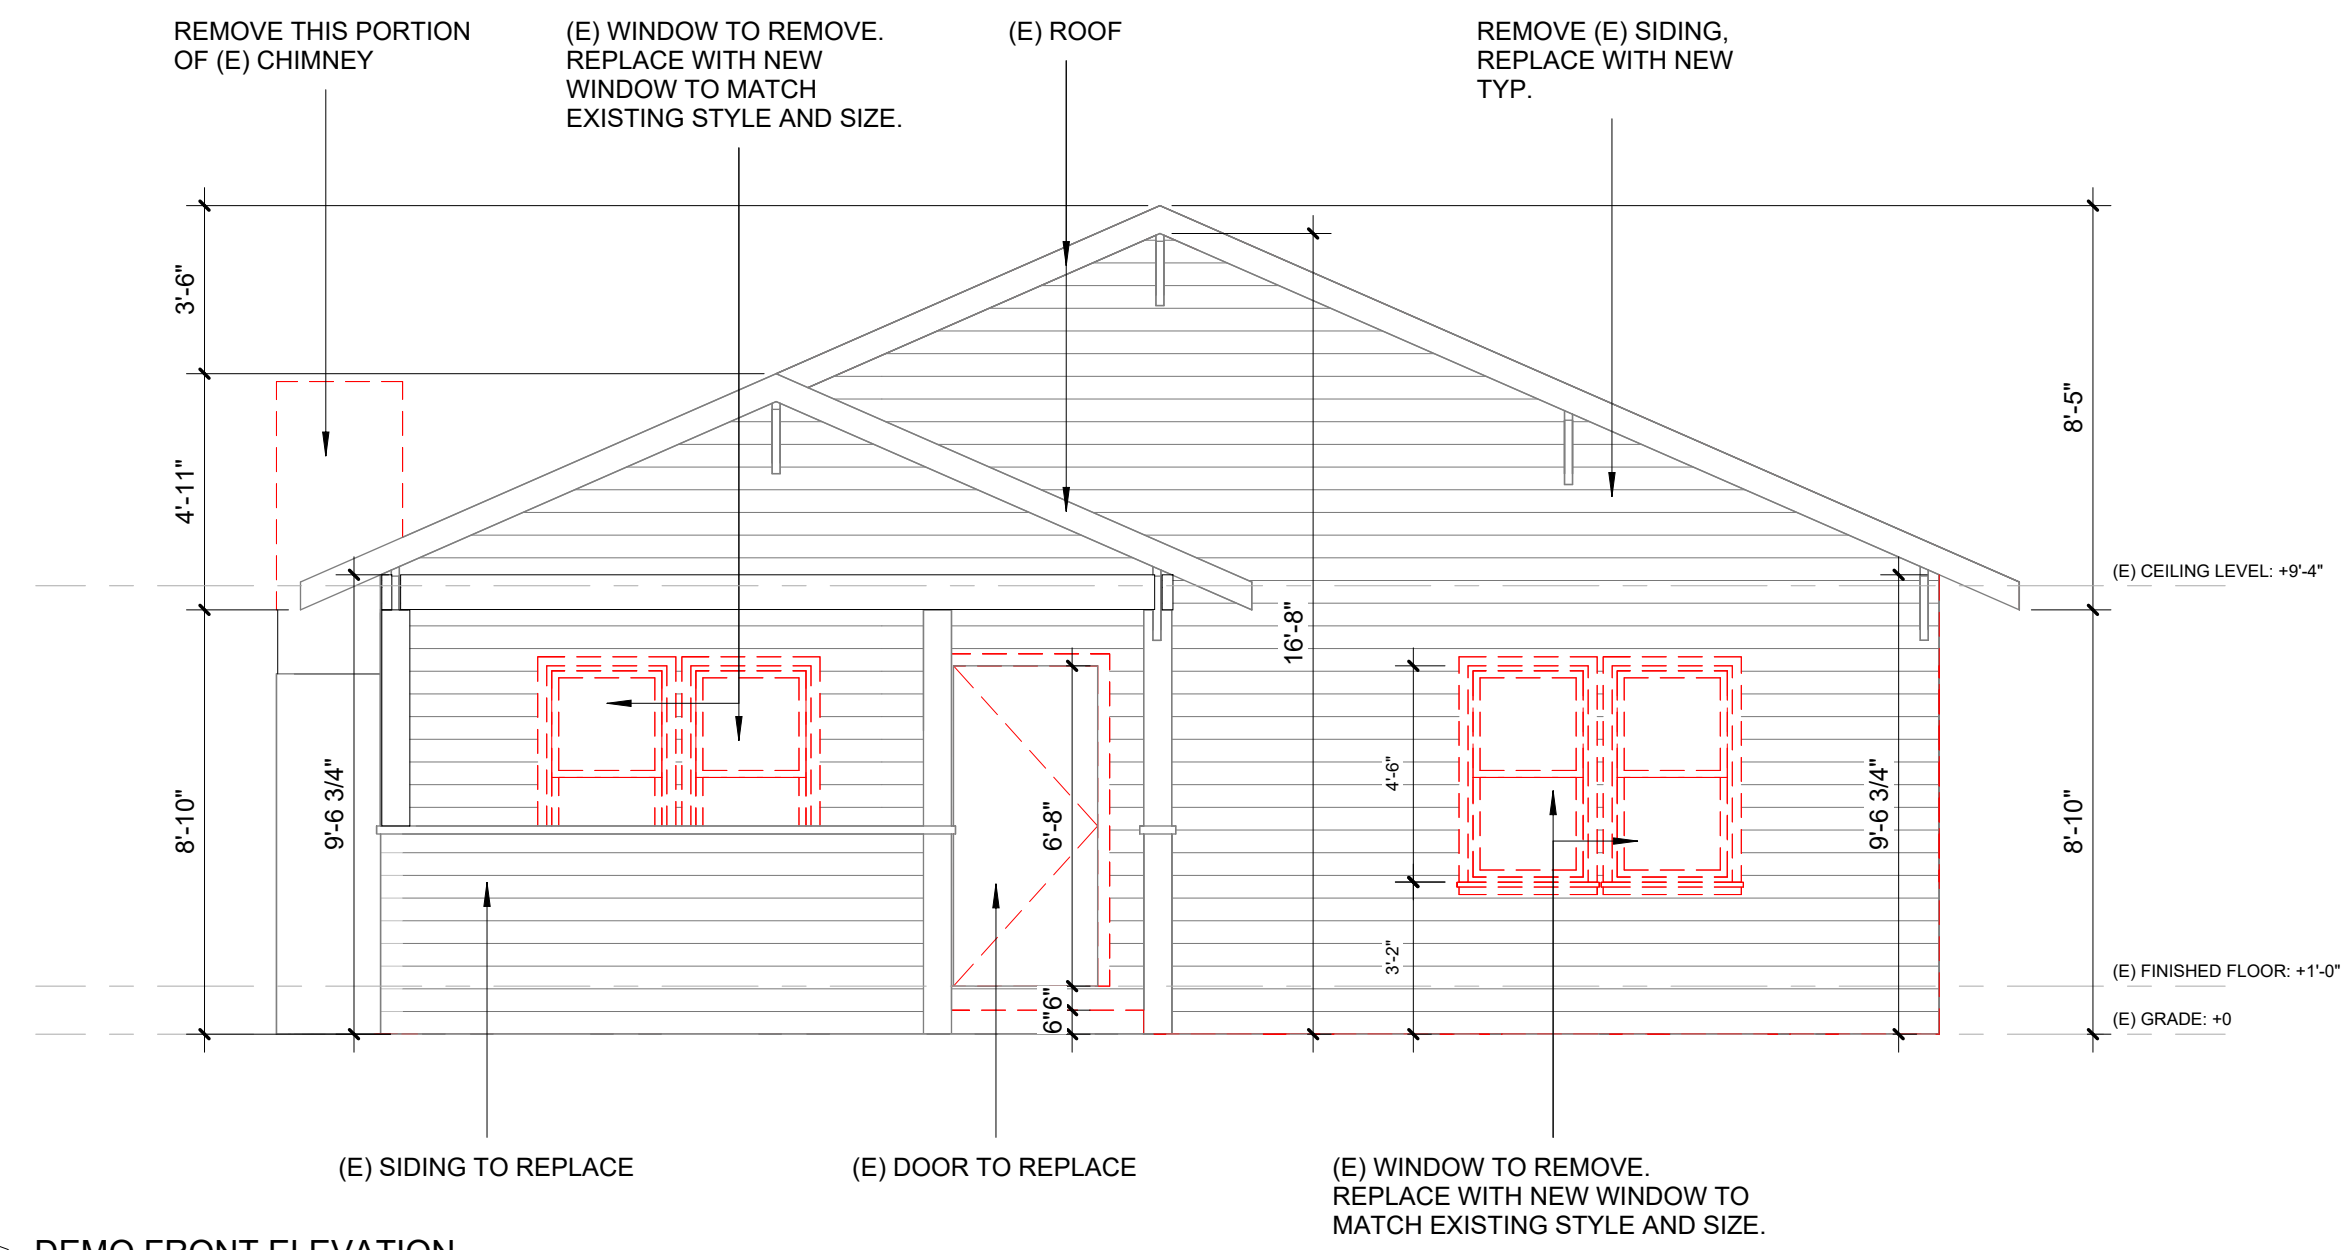 REMOVE THIS PORTION
OF (E) CHIMNEY
(E) WINDOW TO REMOVE.
REPLACE WITH NEW
WINDOW TO MATCH
EXISTING STYLE AND SIZE.
(E) ROOF
REMOVE (E) SIDING,
REPLACE WITH NEW
TYP.
3'-6"
4'-11"
8'-10"
9'-6 3/4"
6'-8"
6"
6"
16'-8"
4'-6"
3'-2"
9'-6 3/4"
8'-5"
8'-10"
(E) CEILING LEVEL: +9'-4"
(E) FINISHED FLOOR: +1'-0"
(E) GRADE: +0
(E) SIDING TO REPLACE
(E) DOOR TO REPLACE
(E) WINDOW TO REMOVE.
REPLACE WITH NEW WINDOW TO
MATCH EXISTING STYLE AND SIZE.
DEMO FRONT ELEVATION